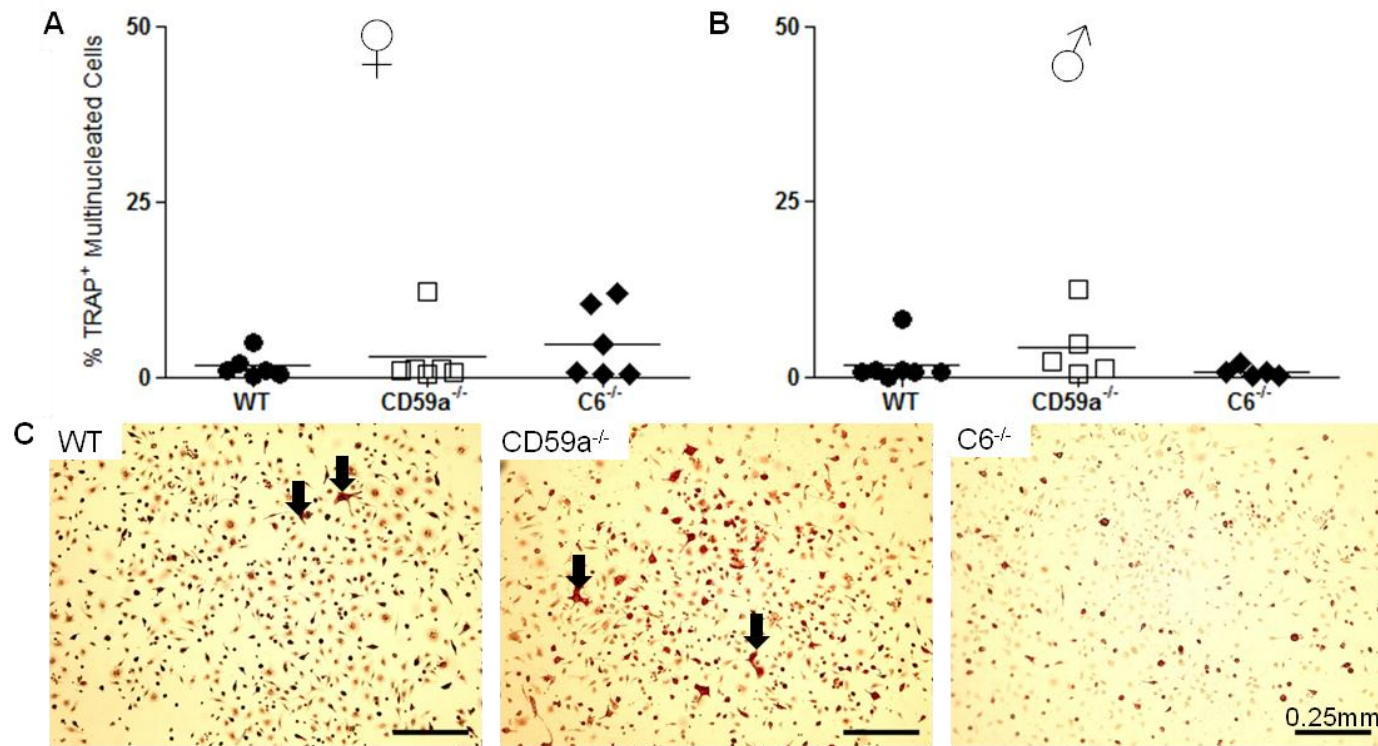 A
B
% TRAP⁺ Multinucleated Cells
50
25
0
♀
WT
CD59a⁻/⁻
C6⁻/⁻
50
25
0
♂
WT
CD59a⁻/⁻
C6⁻/⁻
C
WT
CD59a⁻/⁻
C6⁻/⁻
0.25mm